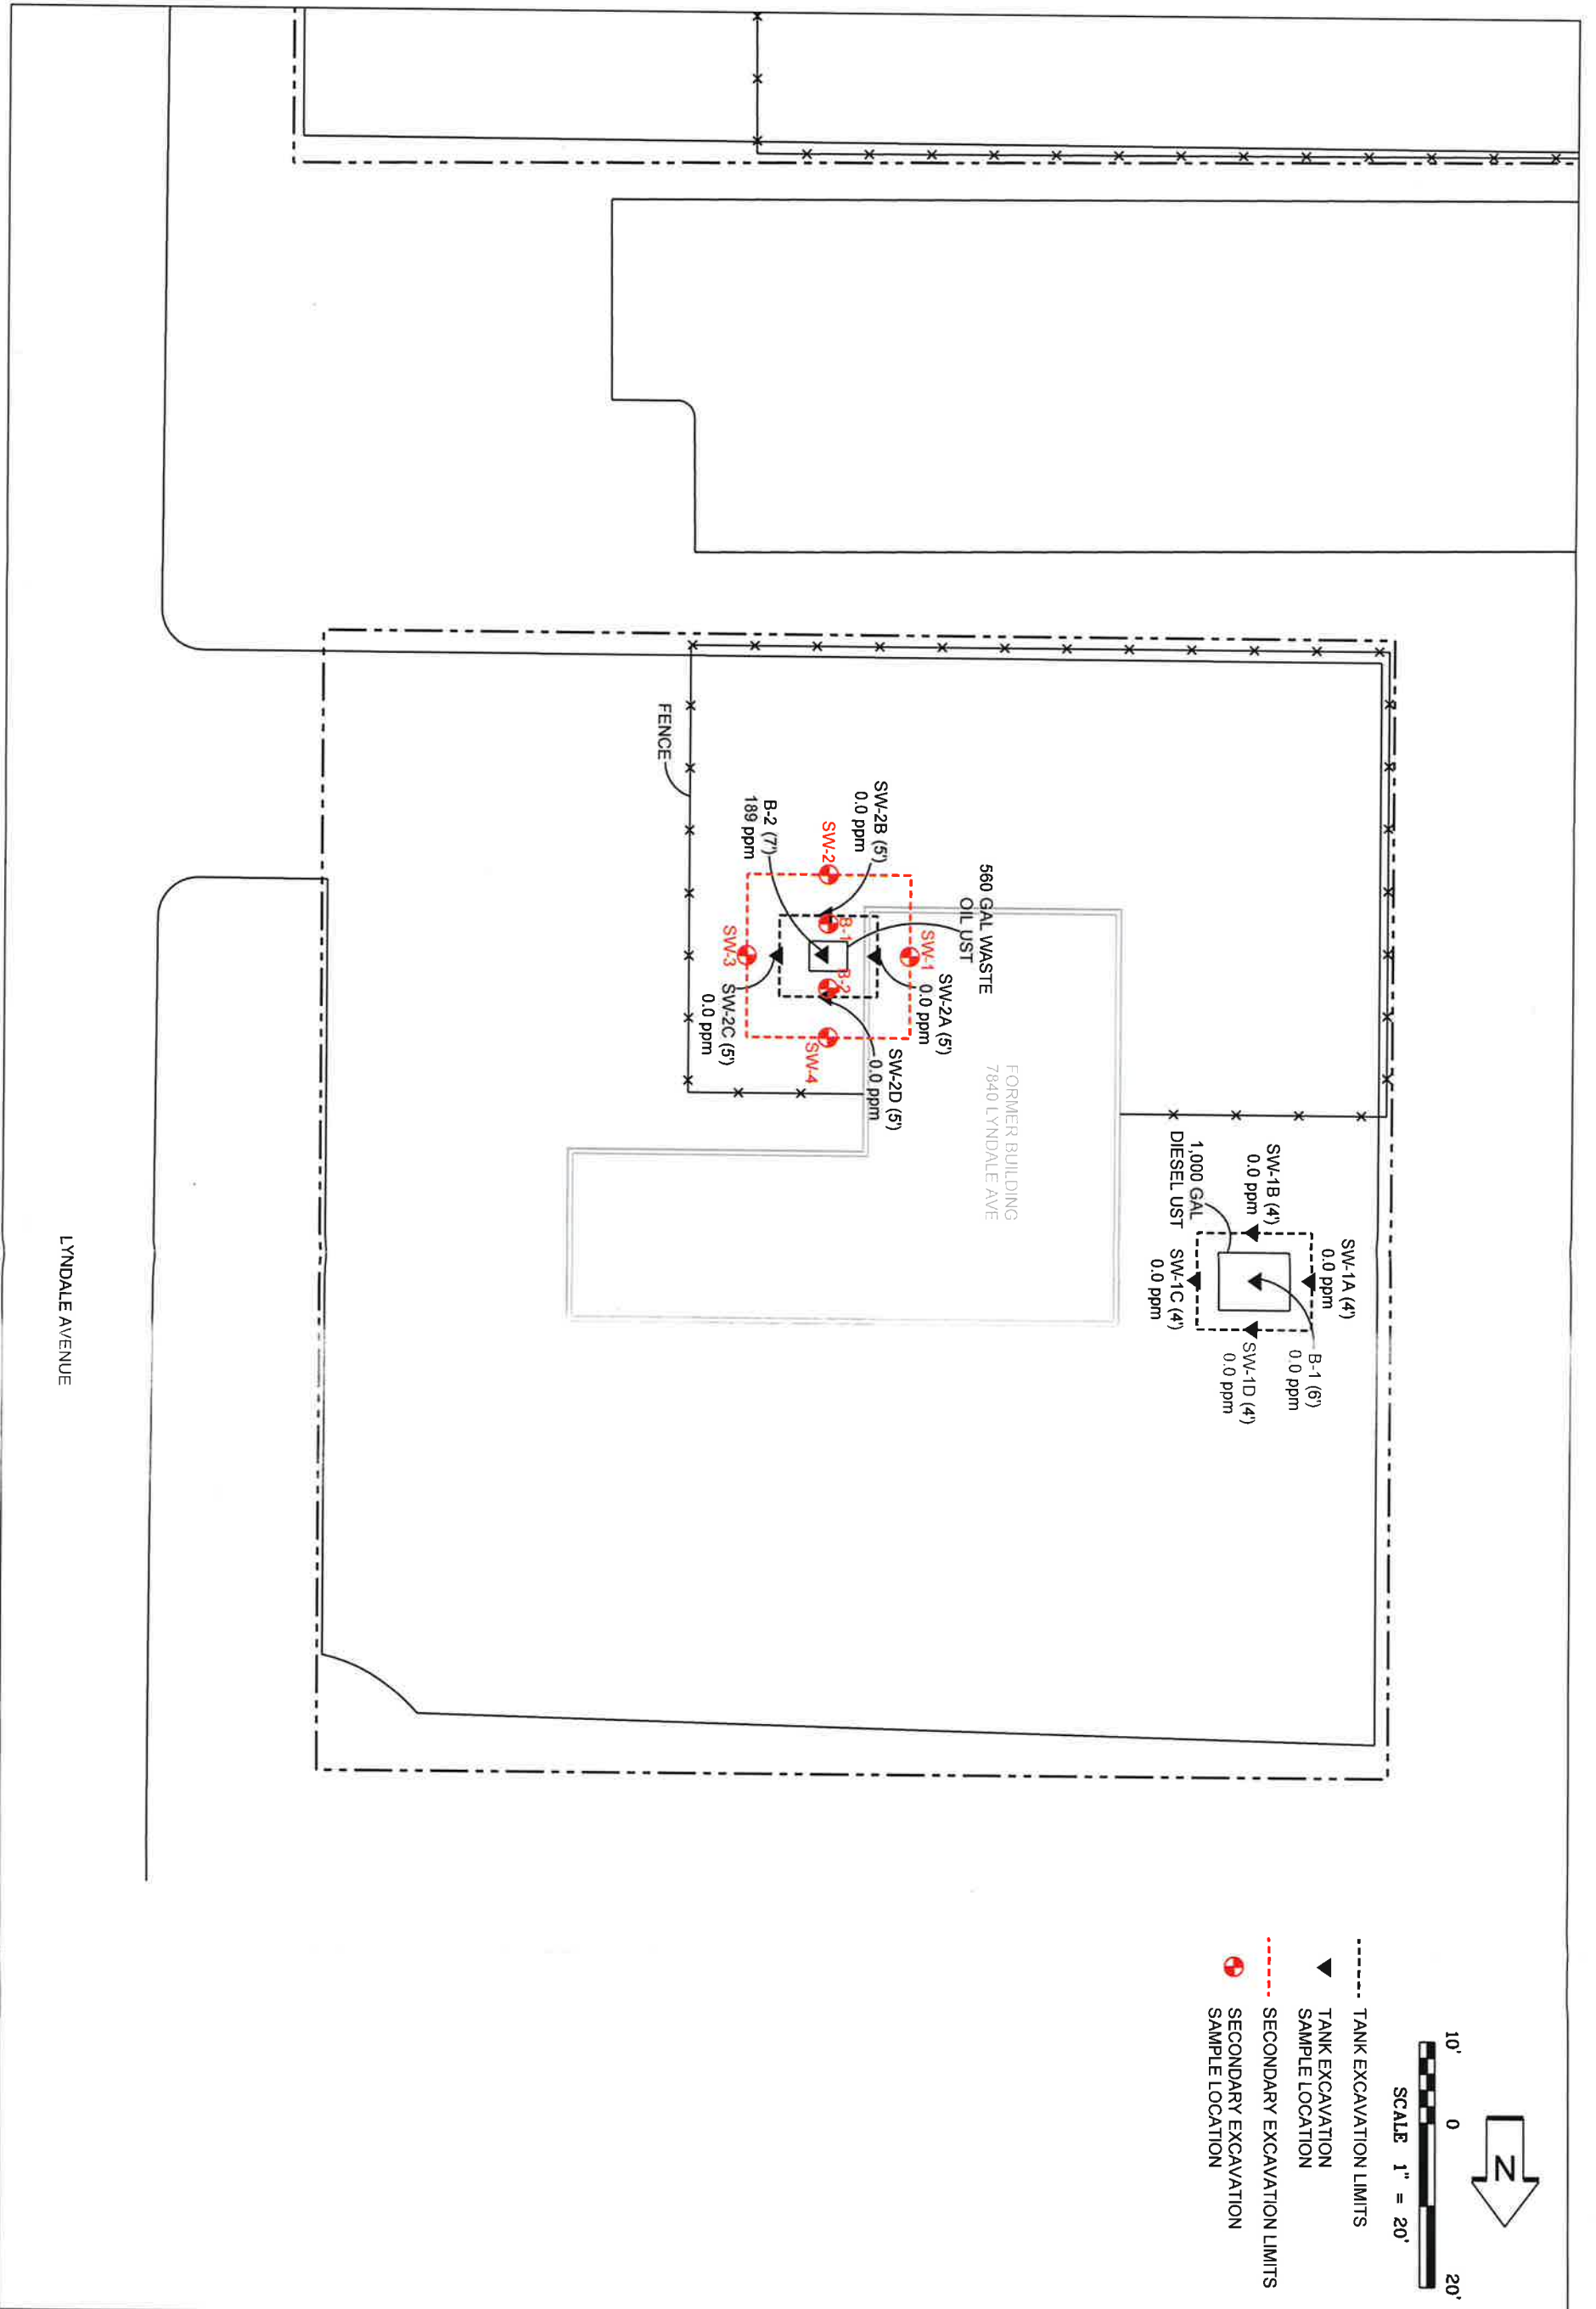 N
10' 0 20'
SCALE 1" = 20'
TANK EXCAVATION LIMITS
TANK EXCAVATION
SAMPLE LOCATION
SECONDARY EXCAVATION LIMITS
SECONDARY EXCAVATION
SAMPLE LOCATION
SW-1A (4')
0.0 ppm
B-1 (6')
0.0 ppm
SW-1B (4')
0.0 ppm
SW-1D (4')
0.0 ppm
1,000 GAL
DIESEL UST
SW-1C (4')
0.0 ppm
FORMER BUILDING
7840 LYNDALE AVE
560 GAL WASTE
OIL UST
SW-2A (5')
0.0 ppm
SW-1
SW-2B (5')
0.0 ppm
SW-2D (5')
0.0 ppm
SW-2
B-1
B-2
SW-4
B-2 (7')
189 ppm
SW-3
SW-2C (5')
0.0 ppm
FENCE
LYNDALE AVENUE